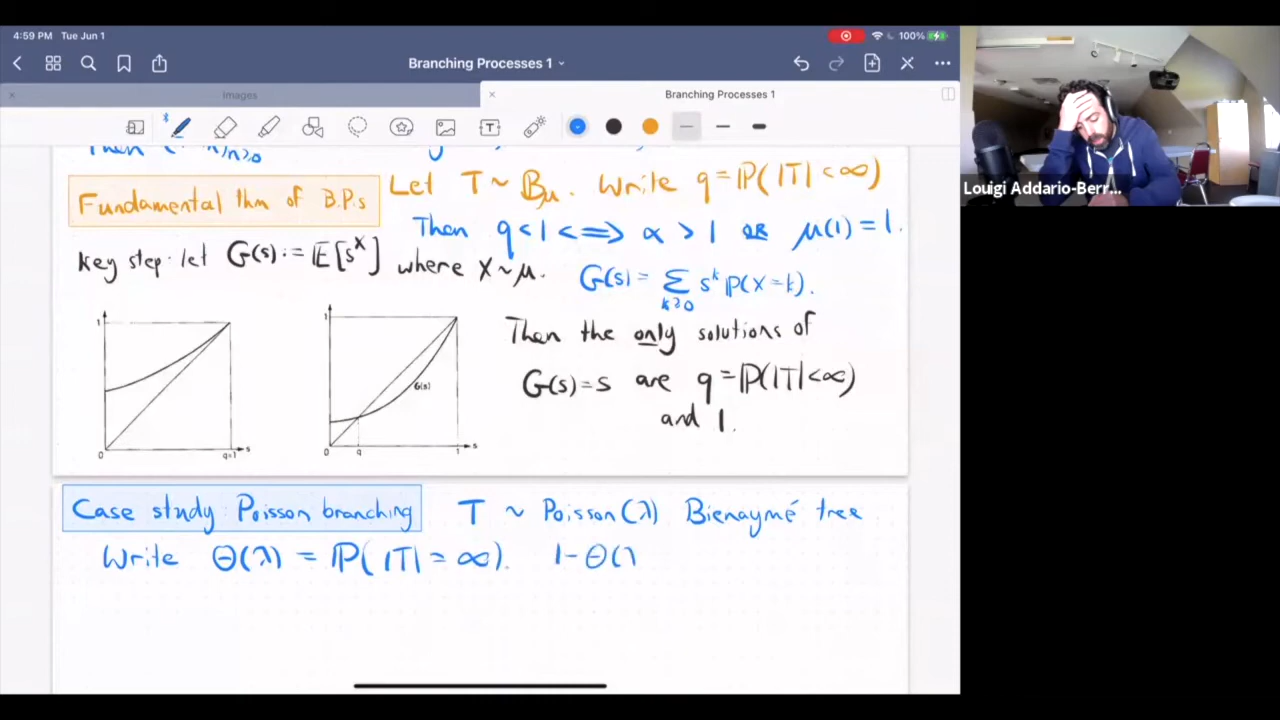 4:59 PM Tue Jun 1
100%
Branching Processes 1
Images
Branching Processes 1
Then
Fundamental thm of B.P.s
Let T ~ Bμ. Write q = ℙ(|T| < ∞)
Then q < 1 <=> α > 1 or μ(1) = 1.
Key step: let G(s) := 𝔼[s^X] where X ~ μ.
G(s) = Σ_{k≥0} s^k ℙ(X = k).
1
0
q=1
s
1
G(s)
0
q
1
s
Then the only solutions of
G(s) = s are q = ℙ(|T| < ∞)
and 1.
Case study Poisson branching
T ~ Poisson(λ) Bienaymé tree
Write Θ(λ) = ℙ(|T| = ∞). 1 - Θ(λ
Louigi Addario-Berr...